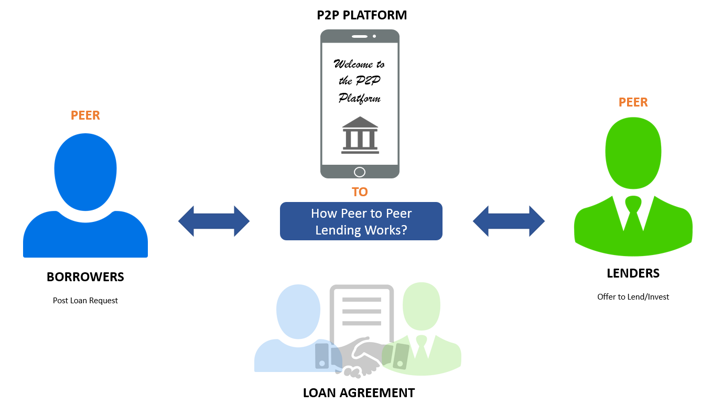 P2P PLATFORM
Welcome to
the P2P
Platform
PEER
PEER
TO
How Peer to Peer
Lending Works?
BORROWERS
Post Loan Request
LENDERS
Offer to Lend/Invest
LOAN AGREEMENT